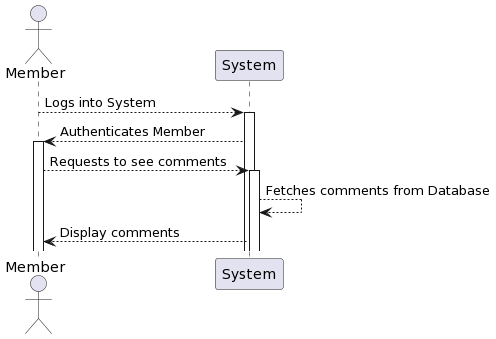 Member
System
Logs into System
Authenticates Member
Requests to see comments
Fetches comments from Database
Display comments
Member
System